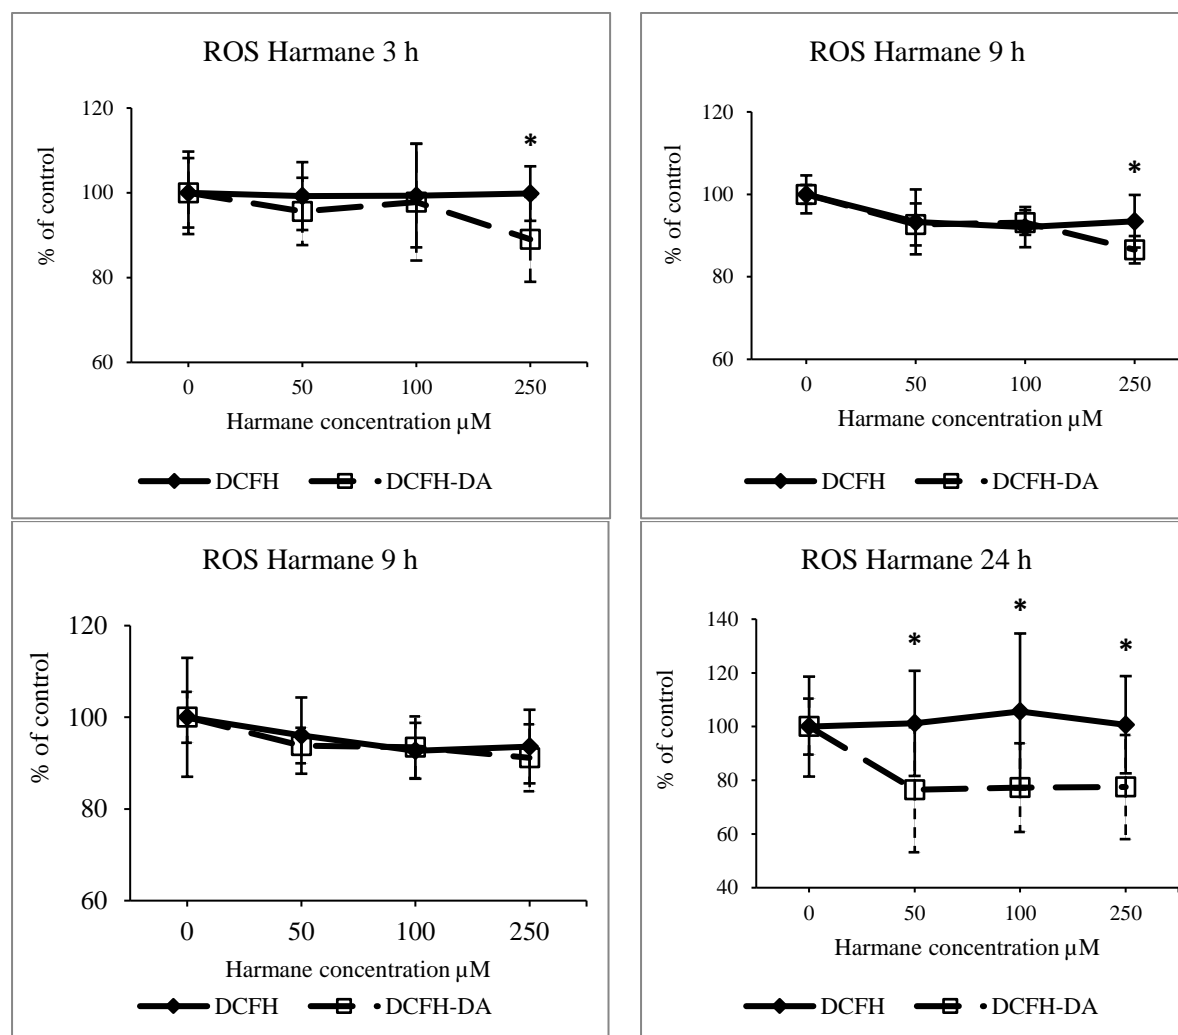 ROS Harmane 3 h
% of control
120
100
80
60
*
0 50 100 250
Harmane concentration µM
DCFH DCFH-DA
ROS Harmane 9 h
% of control
120
100
80
60
*
0 50 100 250
Harmane concentration µM
DCFH DCFH-DA
ROS Harmane 9 h
% of control
120
100
80
60
0 50 100 250
Harmane concentration µM
DCFH DCFH-DA
ROS Harmane 24 h
% of control
140
120
100
80
60
40
* * *
0 50 100 250
Harmane concentration µM
DCFH DCFH-DA